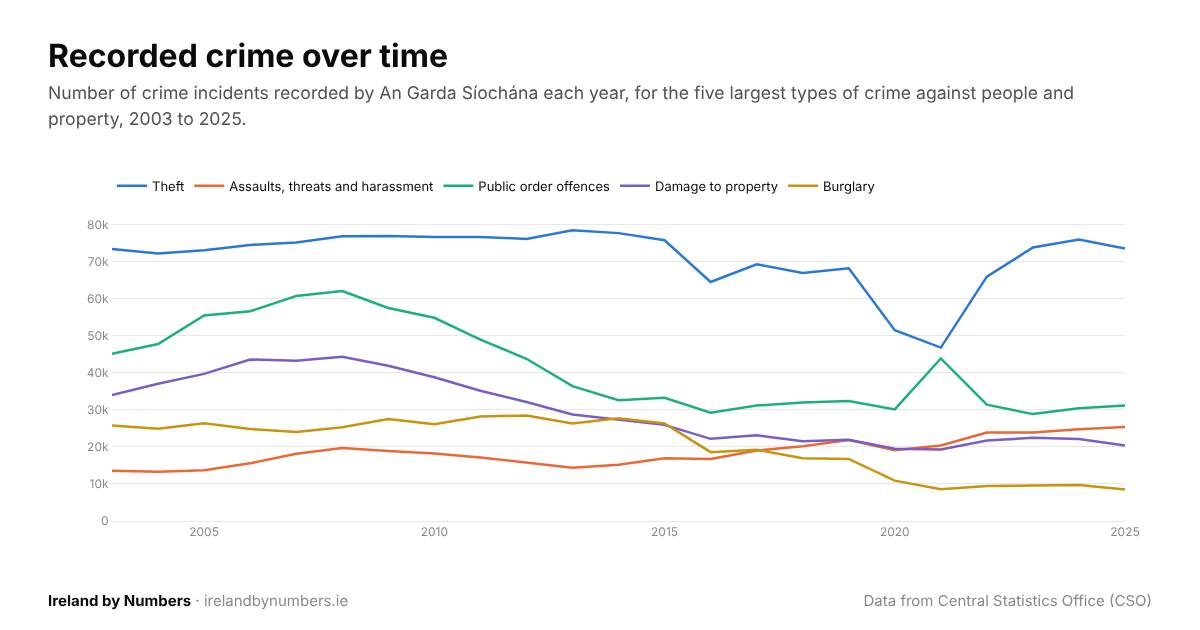 Recorded crime over time
Number of crime incidents recorded by An Garda Síochána each year, for the five largest types of crime against people and
property, 2003 to 2025.
Theft Assaults, threats and harassment Public order offences Damage to property Burglary
80k
70k
60k
50k
40k
30k
20k
10k
0
2005 2010 2015 2020 2025
Ireland by Numbers · irelandbynumbers.ie Data from Central Statistics Office (CSO)